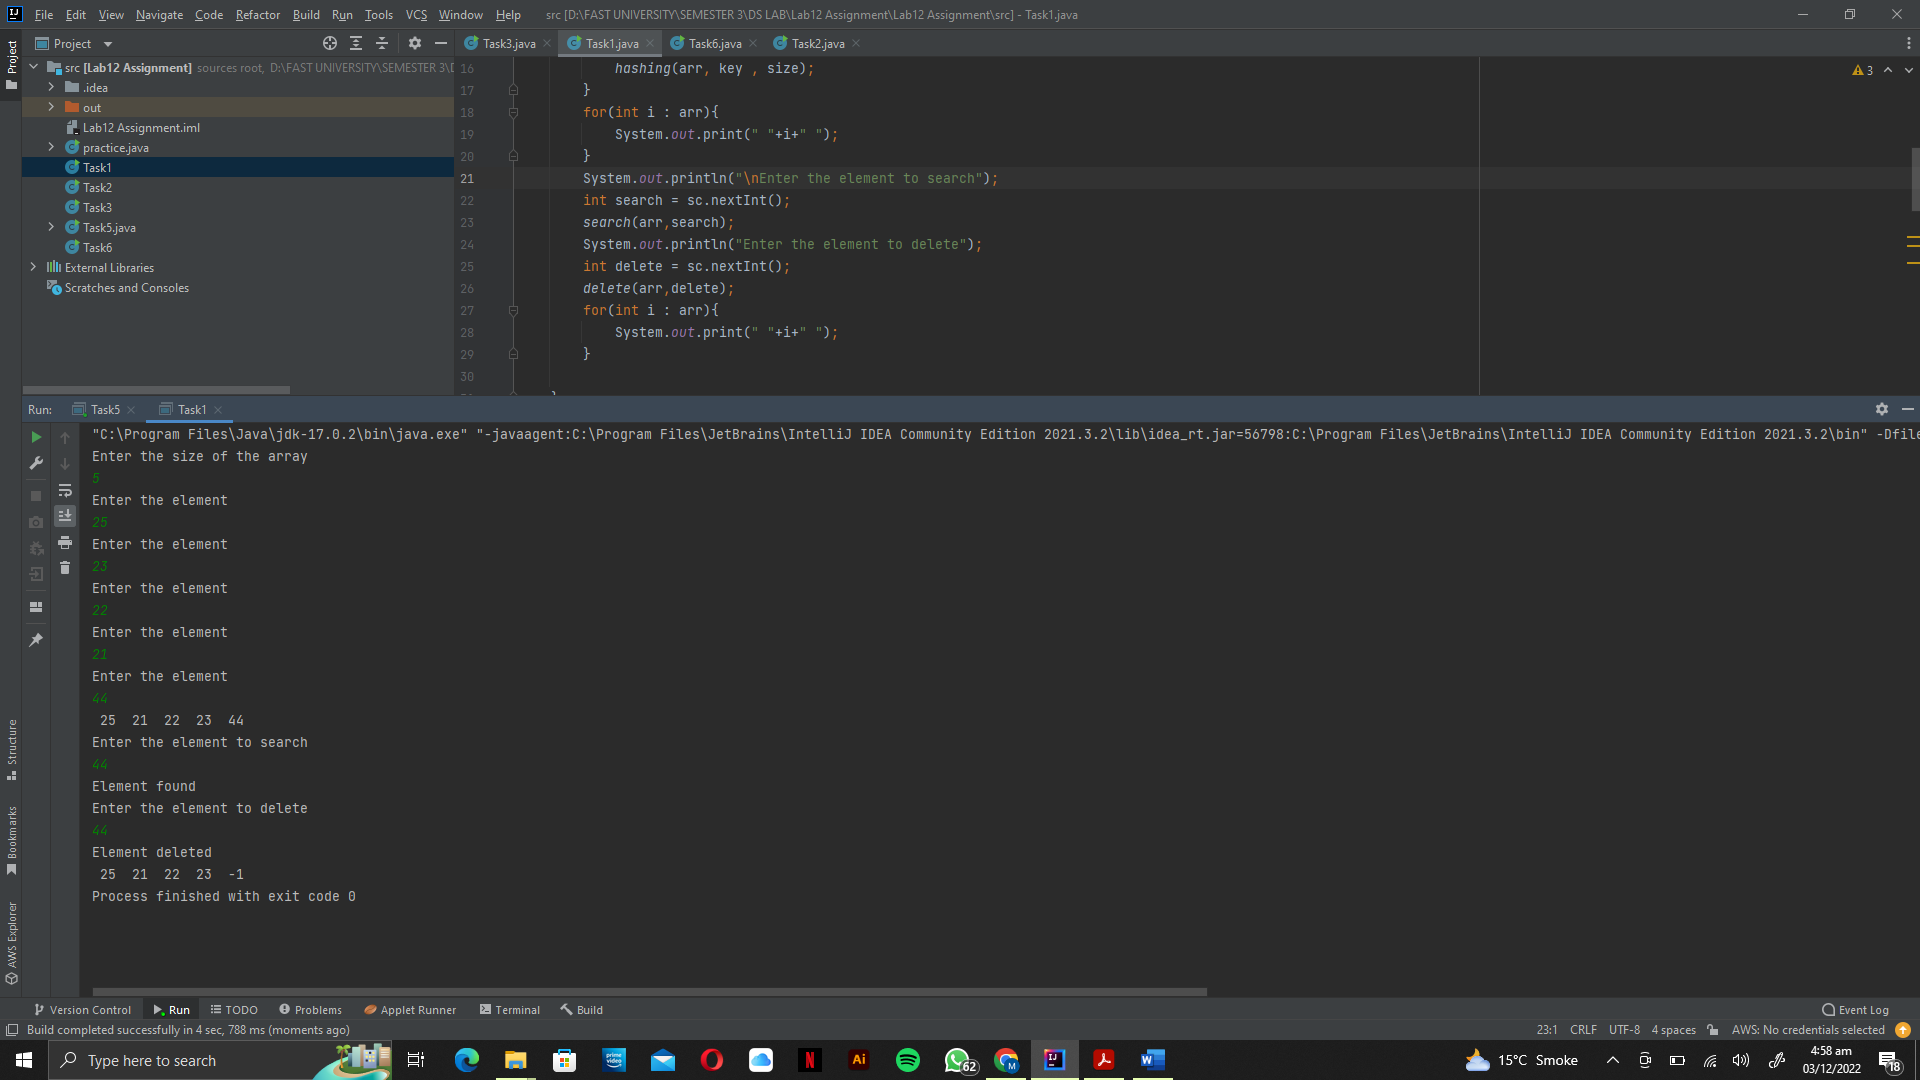 File Edit View Navigate Code Refactor Build Run Tools VCS Window Help src [D:\FAST UNIVERSITY\SEMESTER 3\DS LAB\Lab12 Assignment\Lab12 Assignment\src] - Task1.java
Project
Project
Task3.java Task1.java Task6.java Task2.java
src [Lab12 Assignment] sources root, D:\FAST UNIVERSITY\SEMESTER 3\D
.idea
out
Lab12 Assignment.iml
practice.java
Task1
Task2
Task3
Task5.java
Task6
External Libraries
Scratches and Consoles
3
16 hashing(arr, key , size);
17 }
18 for(int i : arr){
19 System.out.print(" "+i+" ");
20 }
21 System.out.println("\nEnter the element to search");
22 int search = sc.nextInt();
23 search(arr,search);
24 System.out.println("Enter the element to delete");
25 int delete = sc.nextInt();
26 delete(arr,delete);
27 for(int i : arr){
28 System.out.print(" "+i+" ");
29 }
30
Run: Task5 Task1
"C:\Program Files\Java\jdk-17.0.2\bin\java.exe" "-javaagent:C:\Program Files\JetBrains\IntelliJ IDEA Community Edition 2021.3.2\lib\idea_rt.jar=56798:C:\Program Files\JetBrains\IntelliJ IDEA Community Edition 2021.3.2\bin" -Dfile
Enter the size of the array
5
Enter the element
25
Enter the element
23
Enter the element
22
Enter the element
21
Enter the element
44
25 21 22 23 44
Enter the element to search
44
Element found
Enter the element to delete
44
Element deleted
25 21 22 23 -1
Process finished with exit code 0
Structure
Bookmarks
AWS Explorer
Version Control Run TODO Problems Applet Runner Terminal Build Event Log
Build completed successfully in 4 sec, 788 ms (moments ago) 23:1 CRLF UTF-8 4 spaces AWS: No credentials selected
Type here to search prime video N Ai 62 M IJ W 15°C Smoke 4:58 am
03/12/2022 18